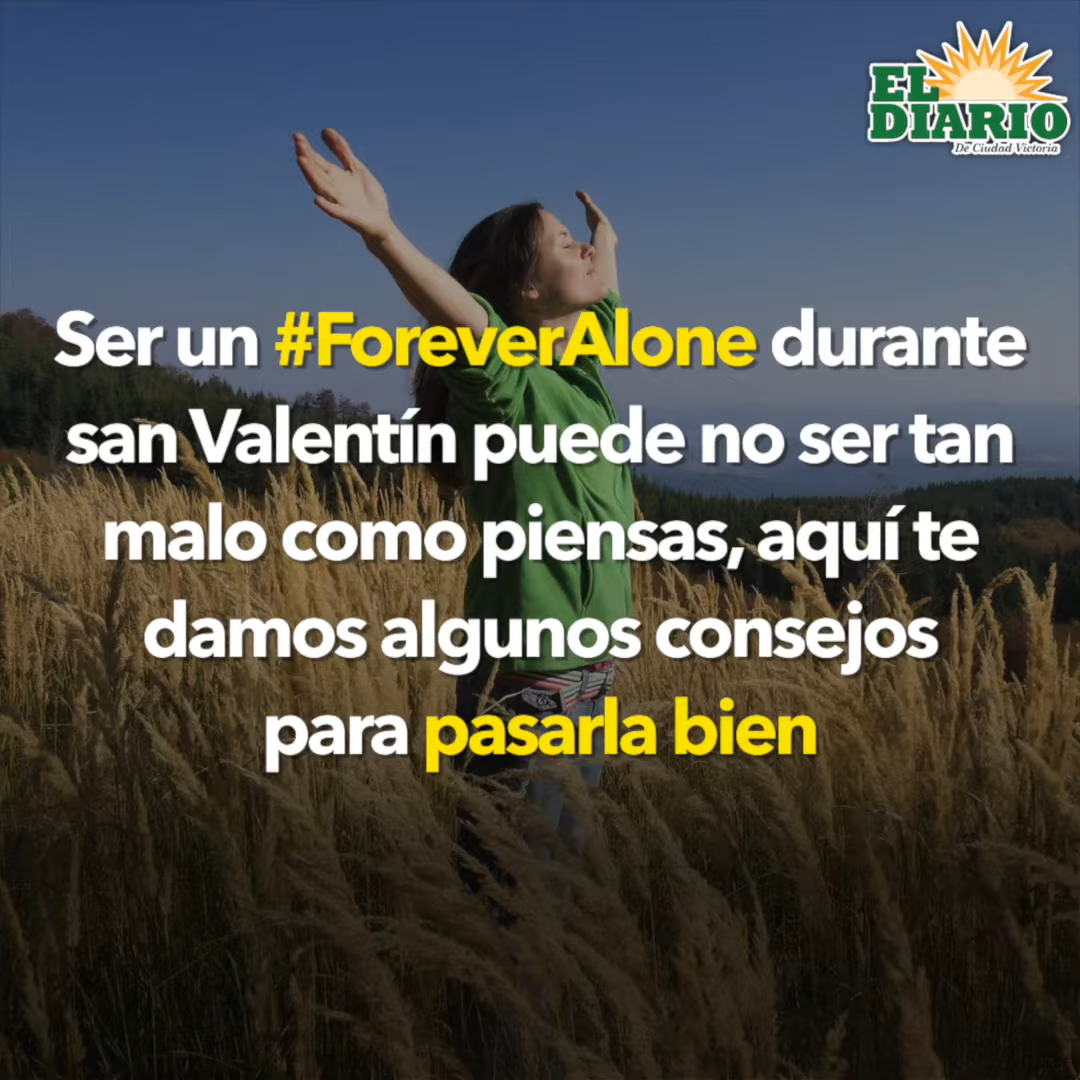 EL
DIARIO
De Ciudad Victoria
Ser un #ForeverAlone durante
san Valentín puede no ser tan
malo como piensas, aquí te
damos algunos consejos
para pasarla bien